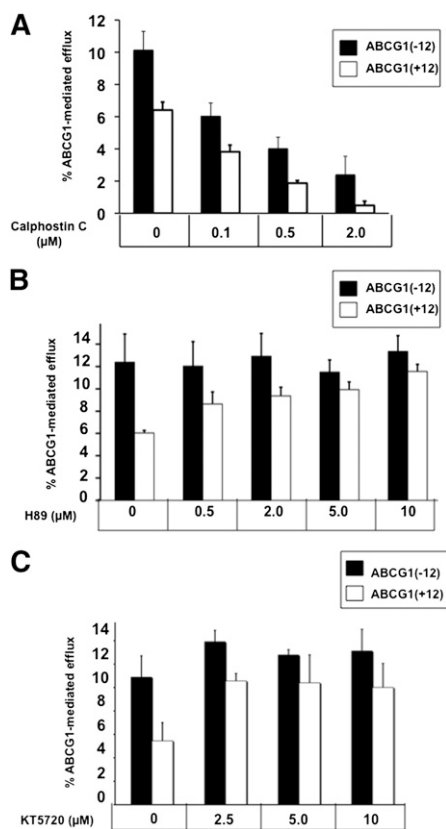 A
ABCG1(-12)
ABCG1(+12)
% ABCG1-mediated efflux
12
10
8
6
4
2
0
Calphostin C
(µM)
0 0.1 0.5 2.0
B
ABCG1(-12)
ABCG1(+12)
% ABCG1-mediated efflux
14
12
10
8
6
4
2
0
H89 (µM)
0 0.5 2.0 5.0 10
C
ABCG1(-12)
ABCG1(+12)
% ABCG1-mediated efflux
14
12
10
8
6
4
2
0
KT5720 (µM)
0 2.5 5.0 10